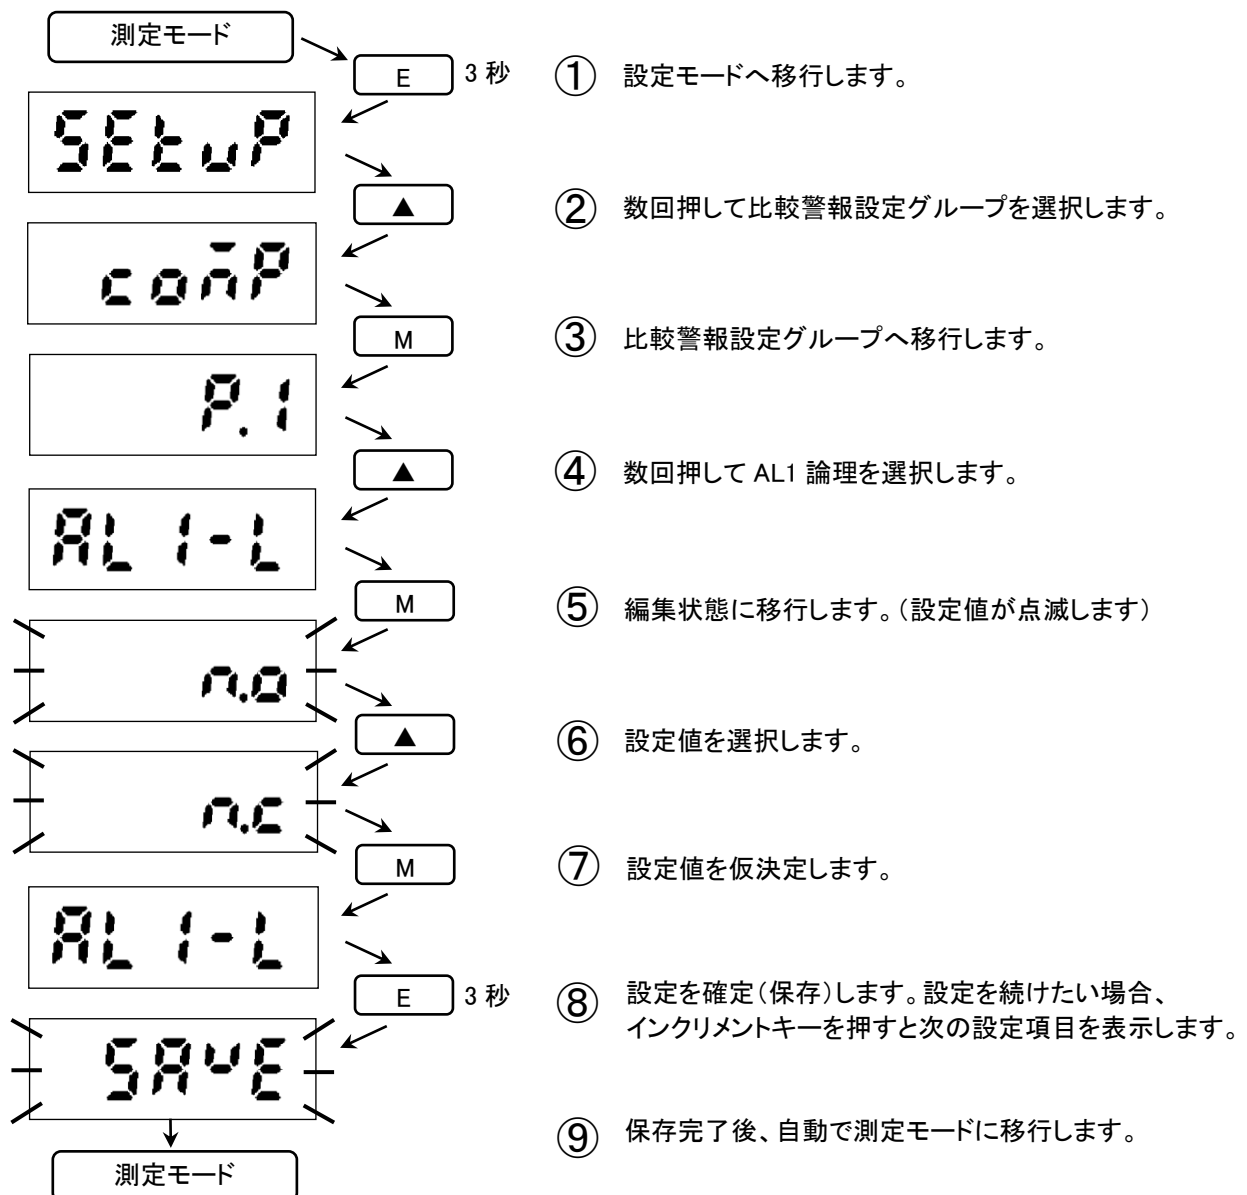 測定モード
E 3 秒 ① 設定モードへ移行します。
SEtuP
▲ ② 数回押して比較警報設定グループを選択します。
comP
M ③ 比較警報設定グループへ移行します。
P.1
▲ ④ 数回押して AL1 論理を選択します。
AL1-L
M ⑤ 編集状態に移行します。(設定値が点滅します)
n.o
▲ ⑥ 設定値を選択します。
n.c
M ⑦ 設定値を仮決定します。
AL1-L
E 3 秒 ⑧ 設定を確定(保存)します。設定を続けたい場合、
インクリメントキーを押すと次の設定項目を表示します。
SAvE
⑨ 保存完了後、自動で測定モードに移行します。
測定モード